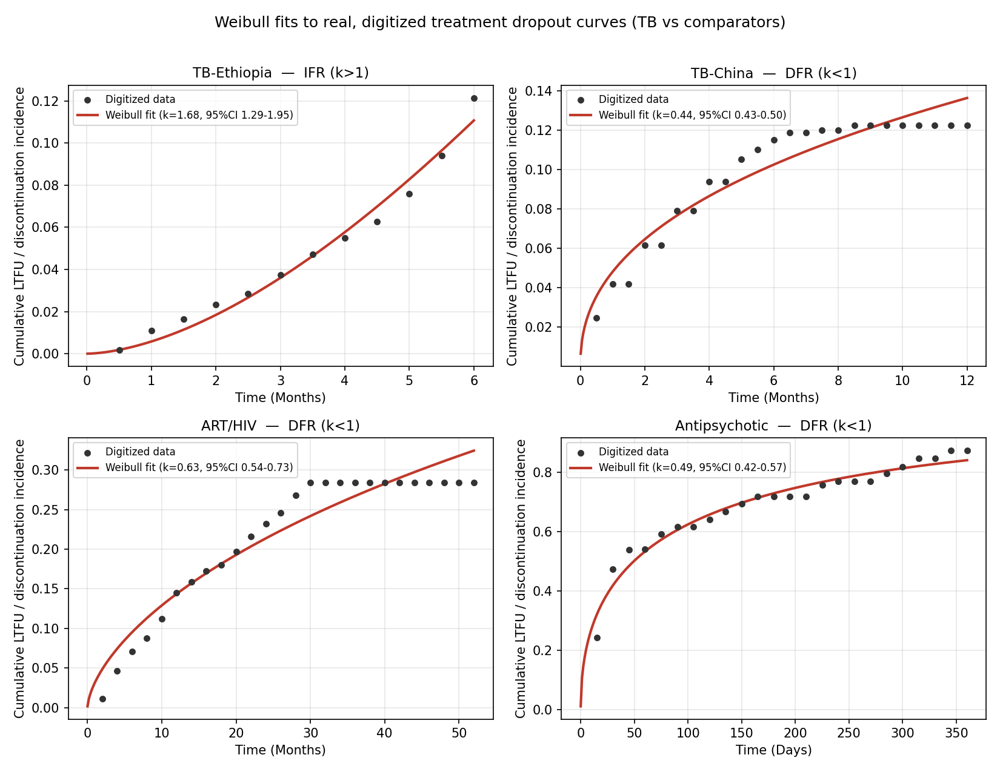 Weibull fits to real, digitized treatment dropout curves (TB vs comparators)
TB-Ethiopia — IFR (k>1)
Cumulative LTFU / discontinuation incidence
0.12
0.10
0.08
0.06
0.04
0.02
0.00
Digitized data
Weibull fit (k=1.68, 95%CI 1.29-1.95)
0 1 2 3 4 5 6
Time (Months)
TB-China — DFR (k<1)
Cumulative LTFU / discontinuation incidence
0.14
0.12
0.10
0.08
0.06
0.04
0.02
Digitized data
Weibull fit (k=0.44, 95%CI 0.43-0.50)
0 2 4 6 8 10 12
Time (Months)
ART/HIV — DFR (k<1)
Cumulative LTFU / discontinuation incidence
0.30
0.25
0.20
0.15
0.10
0.05
0.00
Digitized data
Weibull fit (k=0.63, 95%CI 0.54-0.73)
0 10 20 30 40 50
Time (Months)
Antipsychotic — DFR (k<1)
Cumulative LTFU / discontinuation incidence
0.8
0.6
0.4
0.2
0.0
Digitized data
Weibull fit (k=0.49, 95%CI 0.42-0.57)
0 50 100 150 200 250 300 350
Time (Days)